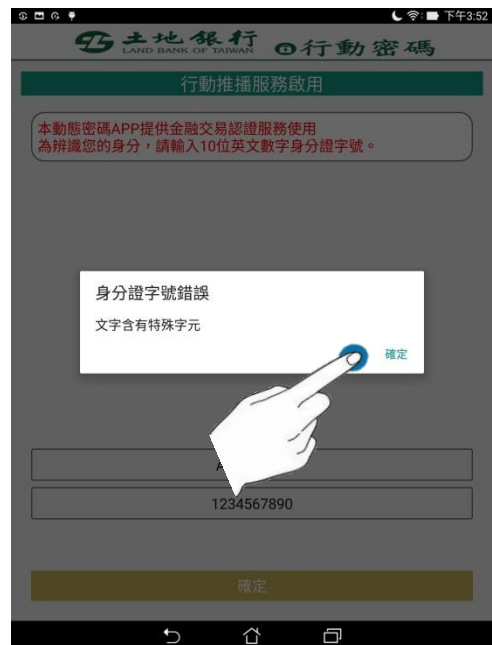 下午3:52
土地銀行 行動密碼
LAND BANK OF TAIWAN
行動推播服務啟用
本動態密碼APP提供金融交易認證服務使用
為辨識您的身分，請輸入10位英文數字身分證字號。
身分證字號錯誤
文字含有特殊字元
確定
1234567890
確定